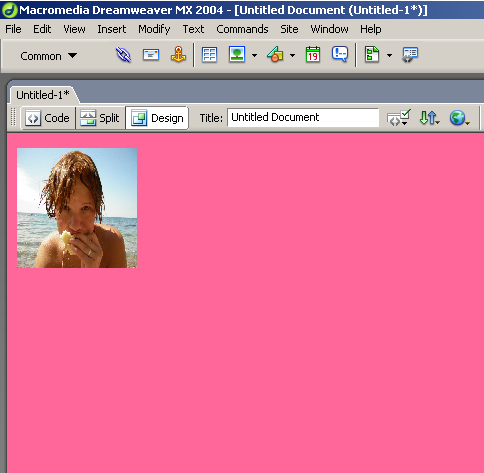 Macromedia Dreamweaver MX 2004 - [Untitled Document (Untitled-1*)]
File Edit View Insert Modify Text Commands Site Window Help
Common
19
Untitled-1*
Code Split Design Title: Untitled Document